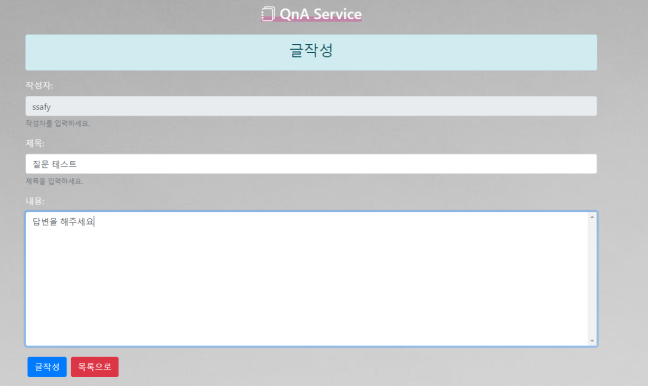 QnA Service
글작성
작성자:
ssafy
작성자를 입력하세요.
제목:
질문 테스트
제목을 입력하세요.
내용:
답변을 해주세요
글작성 목록으로